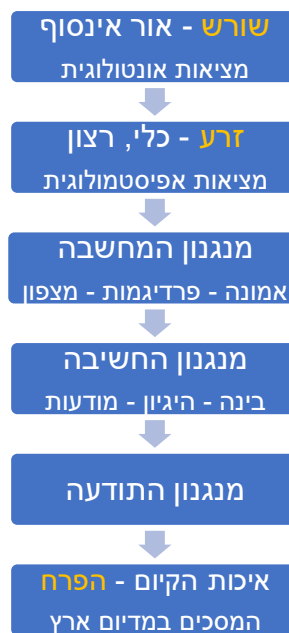 שורש - אור אינסוף
מציאות אונטולוגית
זרע - כלי, רצון
מציאות אפיסטמולוגית
מנגנון המחשבה
אמונה - פרדיגמות - מצפון
מנגנון החשיבה
בינה - היגיון - מודעות
מנגנון התודעה
איכות הקיום - הפרח
המסכים במדיום ארץ